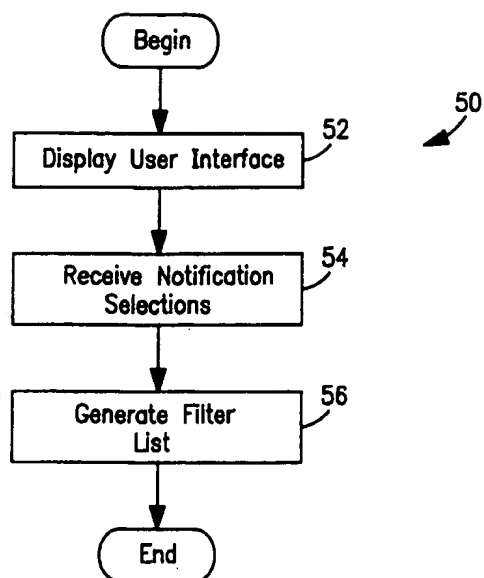 Begin
50
52
Display User Interface
54
Receive Notification
Selections
56
Generate Filter
List
End